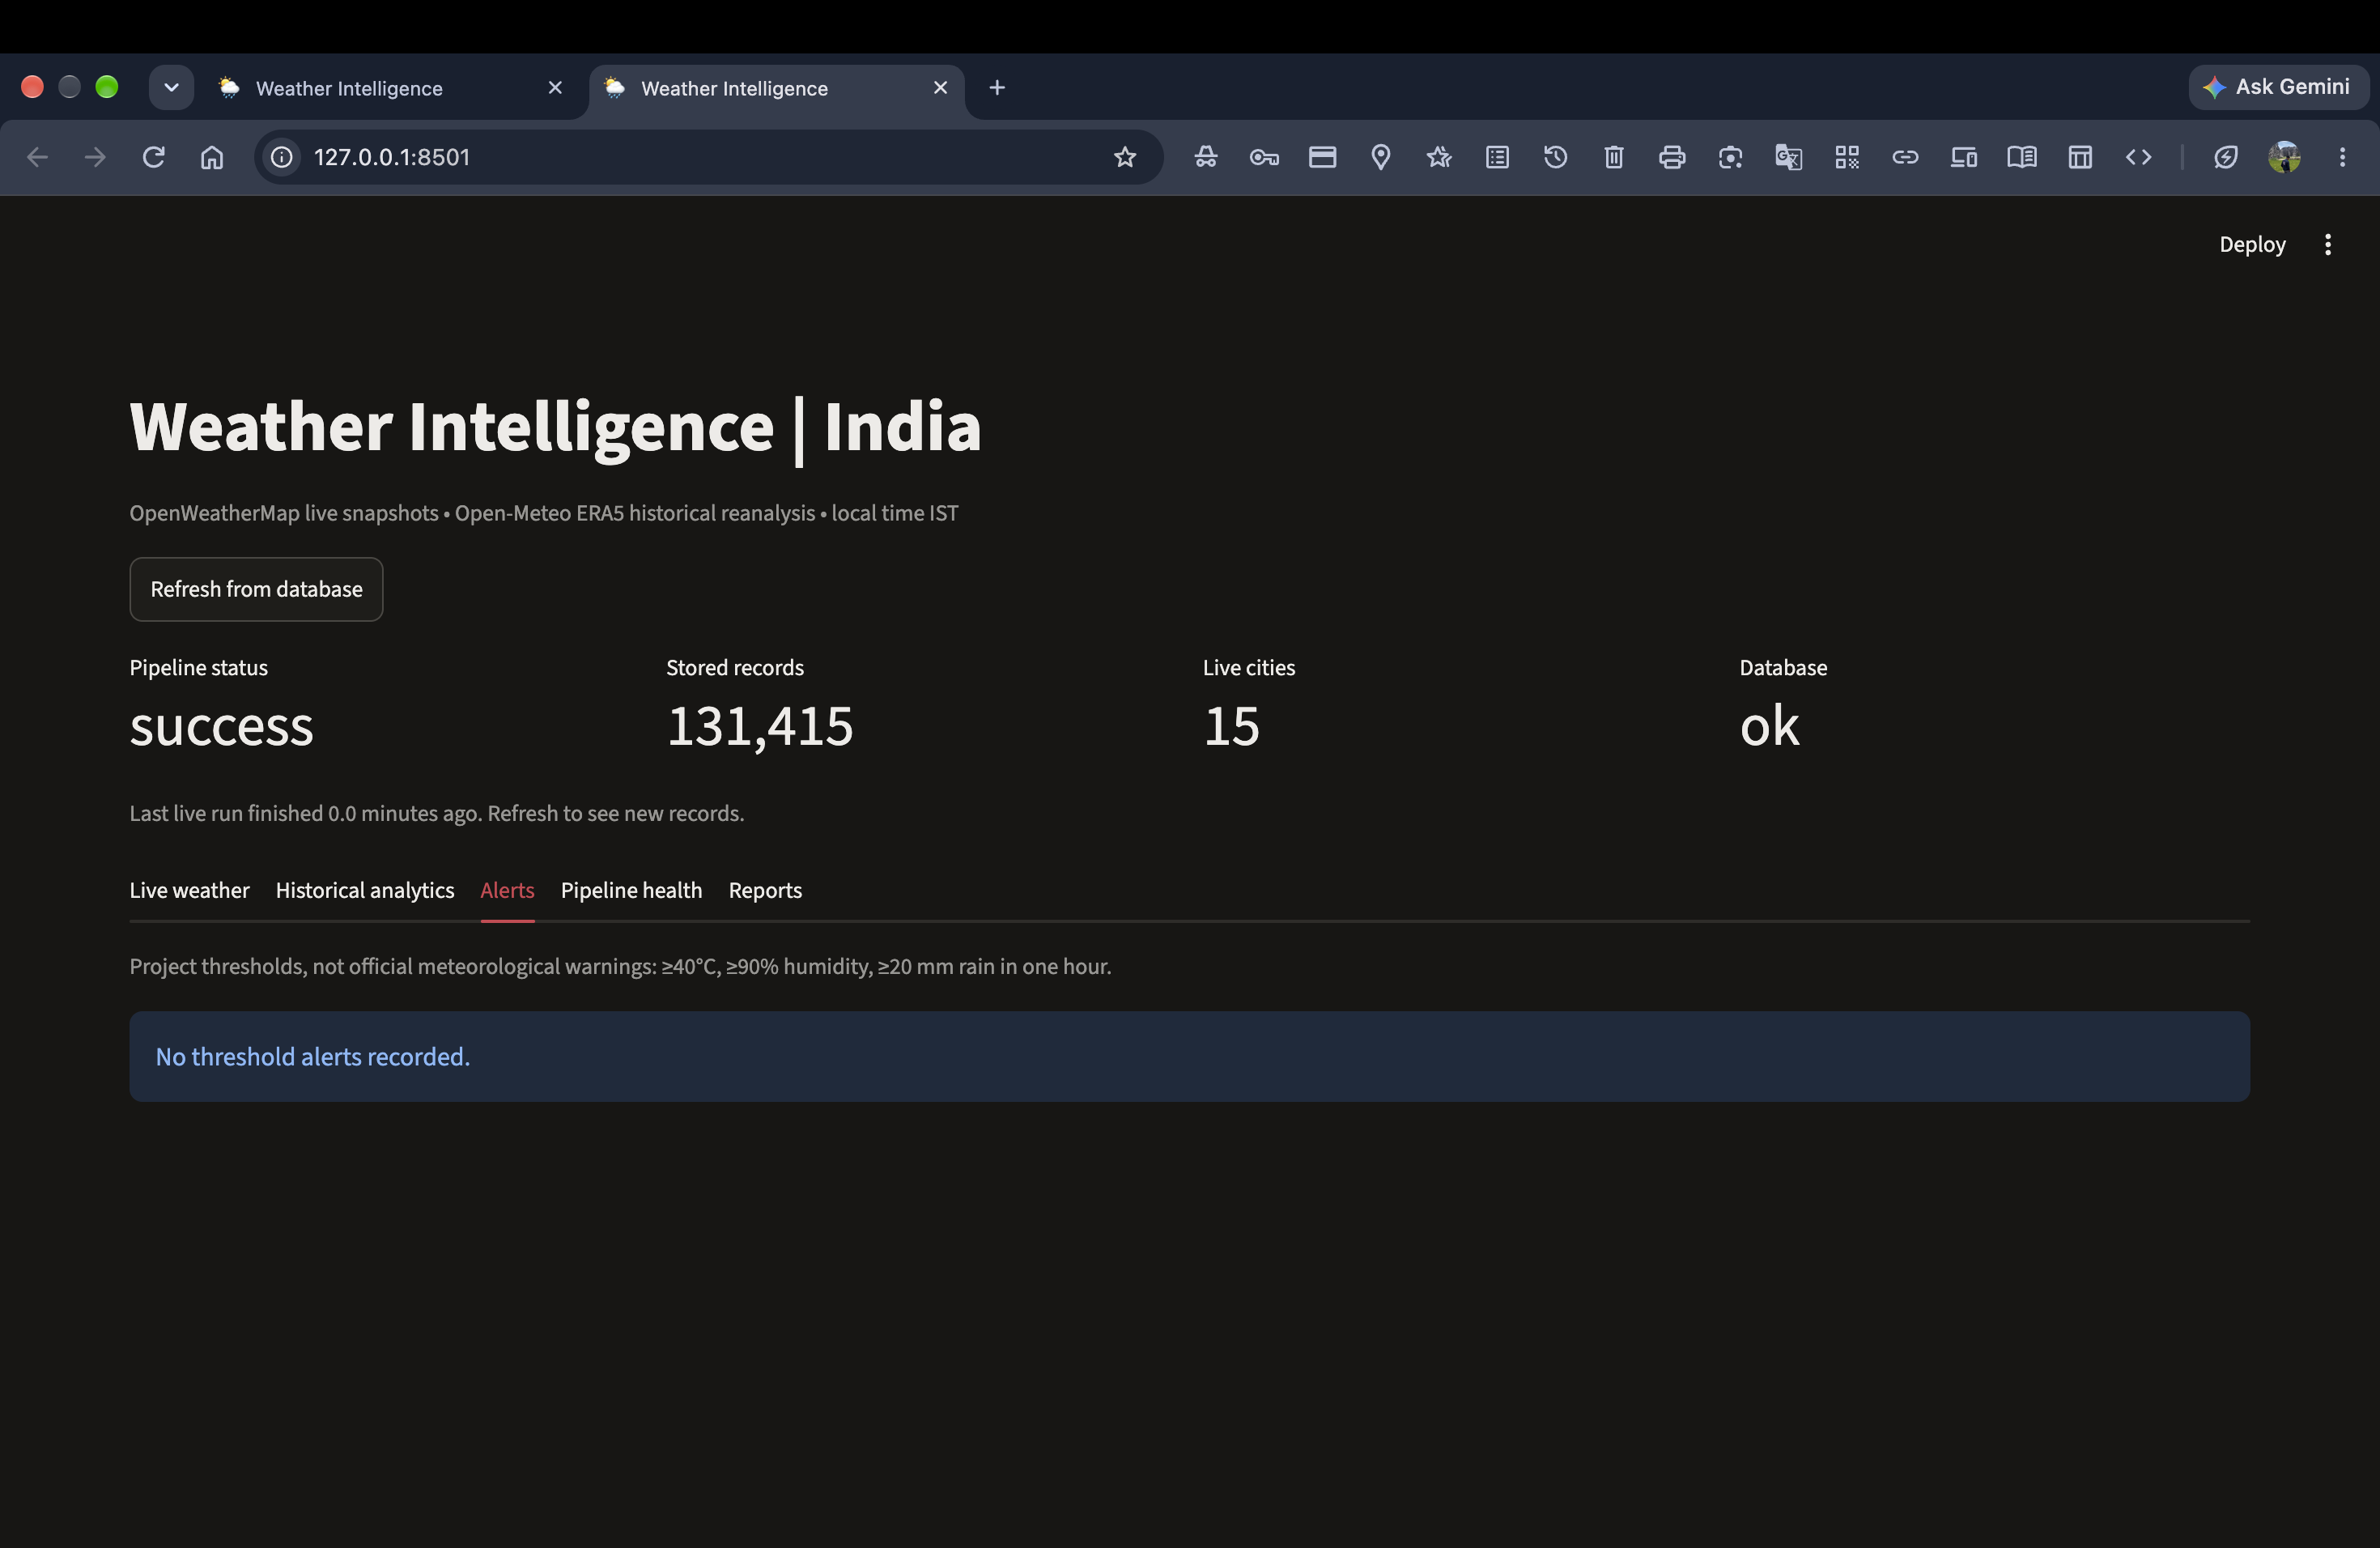 Weather Intelligence
Weather Intelligence
Ask Gemini
127.0.0.1:8501
Deploy
Weather Intelligence | India
OpenWeatherMap live snapshots • Open-Meteo ERA5 historical reanalysis • local time IST
Refresh from database
Pipeline status
Stored records
Live cities
Database
success
131,415
15
ok
Last live run finished 0.0 minutes ago. Refresh to see new records.
Live weather
Historical analytics
Alerts
Pipeline health
Reports
Project thresholds, not official meteorological warnings: ≥40°C, ≥90% humidity, ≥20 mm rain in one hour.
No threshold alerts recorded.